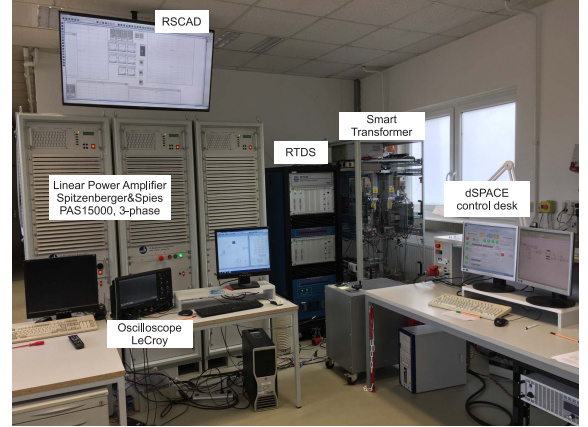 RSCAD
Smart
Transformer
RTDS
Linear Power Amplifier
Spitzenberger&Spies
PAS15000, 3-phase
dSPACE
control desk
Oscilloscope
LeCroy